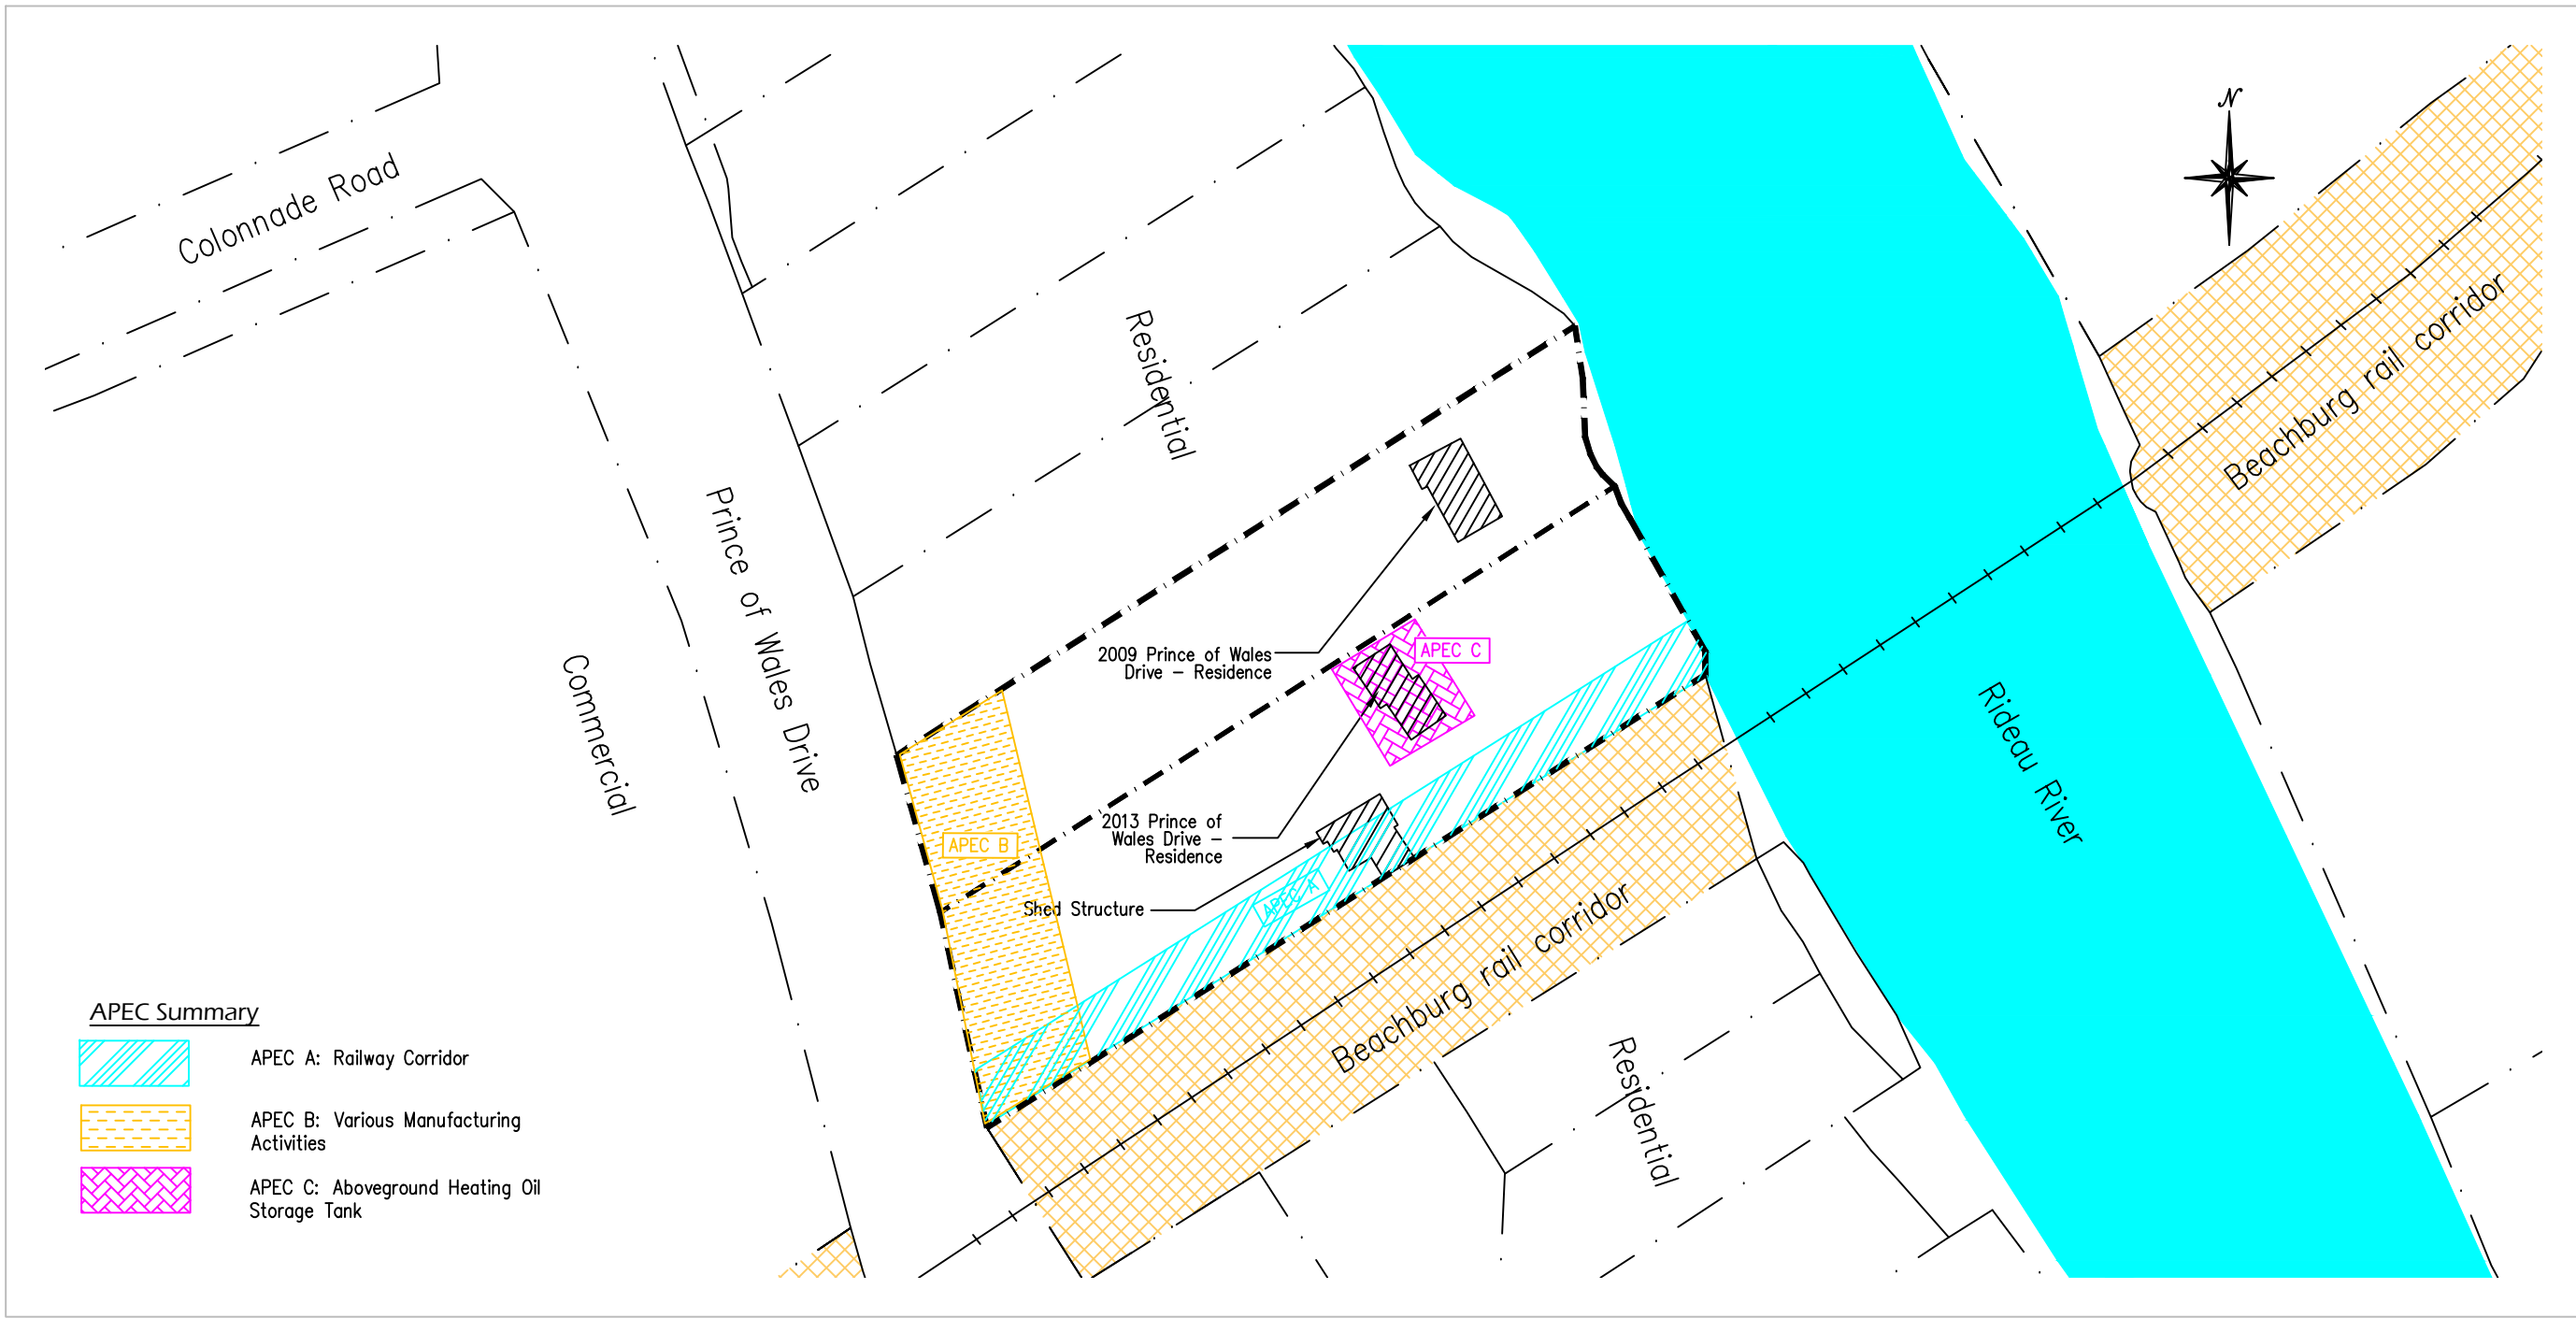 N
Colonnade Road
Residential
Beachburg rail corridor
Prince of Wales Drive
Commercial
2009 Prince of Wales
Drive – Residence
APEC C
APEC B
2013 Prince of
Wales Drive –
Residence
APEC A
Shed Structure
Rideau River
Beachburg rail corridor
Residential
APEC Summary
APEC A: Railway Corridor
APEC B: Various Manufacturing
Activities
APEC C: Aboveground Heating Oil
Storage Tank